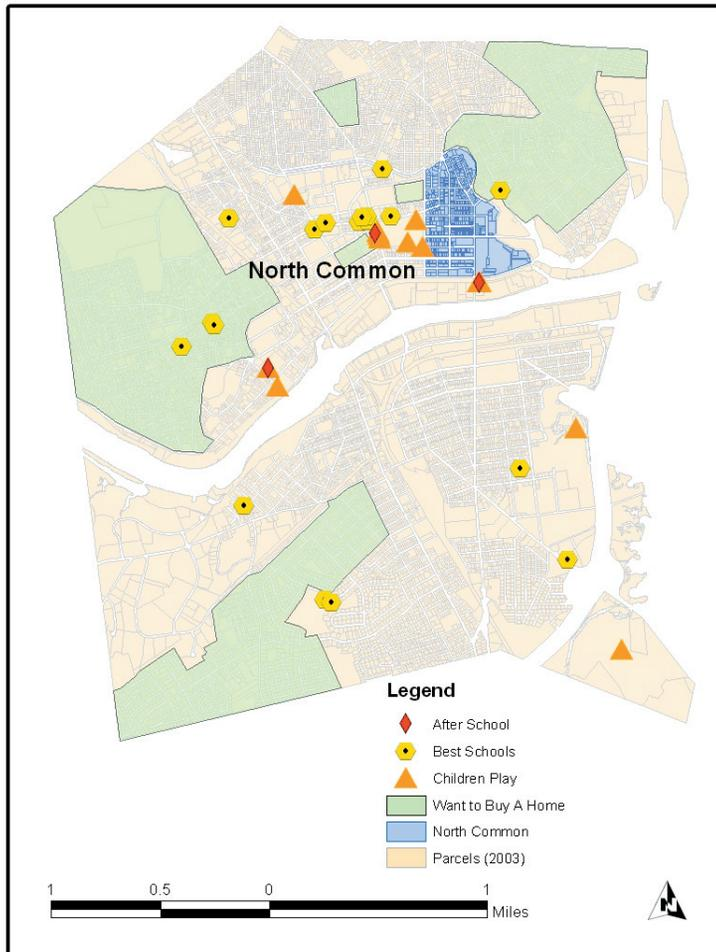 North Common
Legend
After School
Best Schools
Children Play
Want to Buy A Home
North Common
Parcels (2003)
1 0.5 0 1
Miles
N